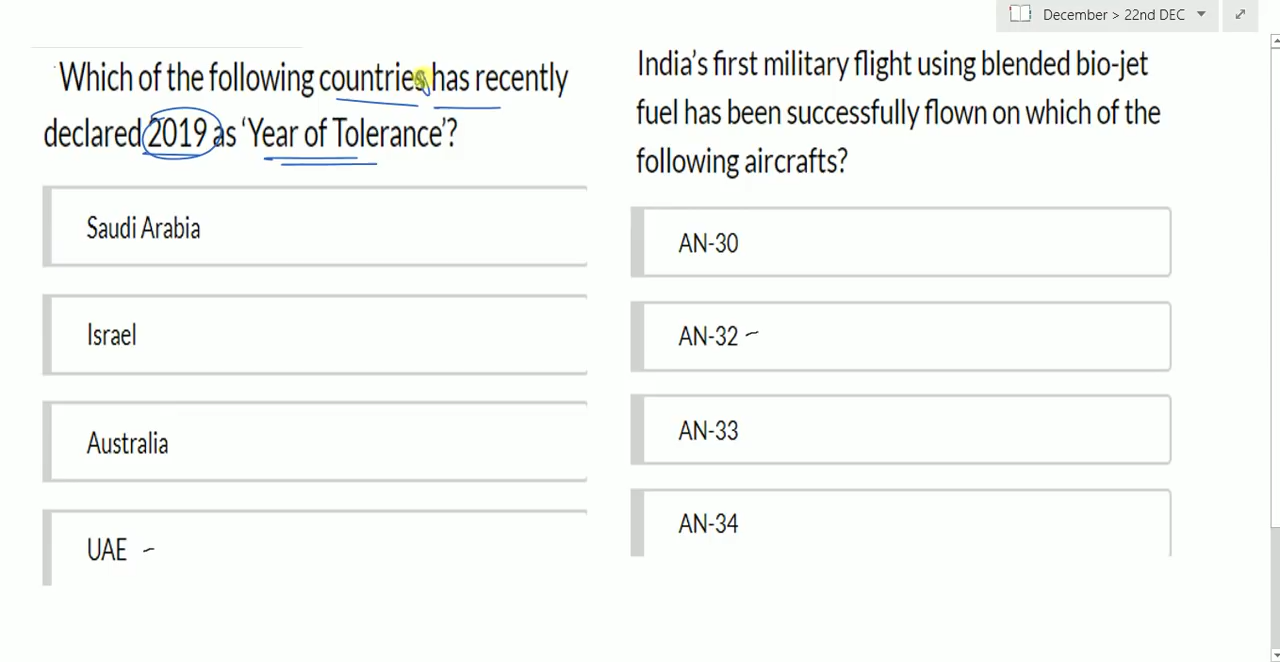 December > 22nd DEC
Which of the following countries has recently
declared 2019 as ‘Year of Tolerance’?
Saudi Arabia
Israel
Australia
UAE
India’s first military flight using blended bio-jet
fuel has been successfully flown on which of the
following aircrafts?
AN-30
AN-32
AN-33
AN-34